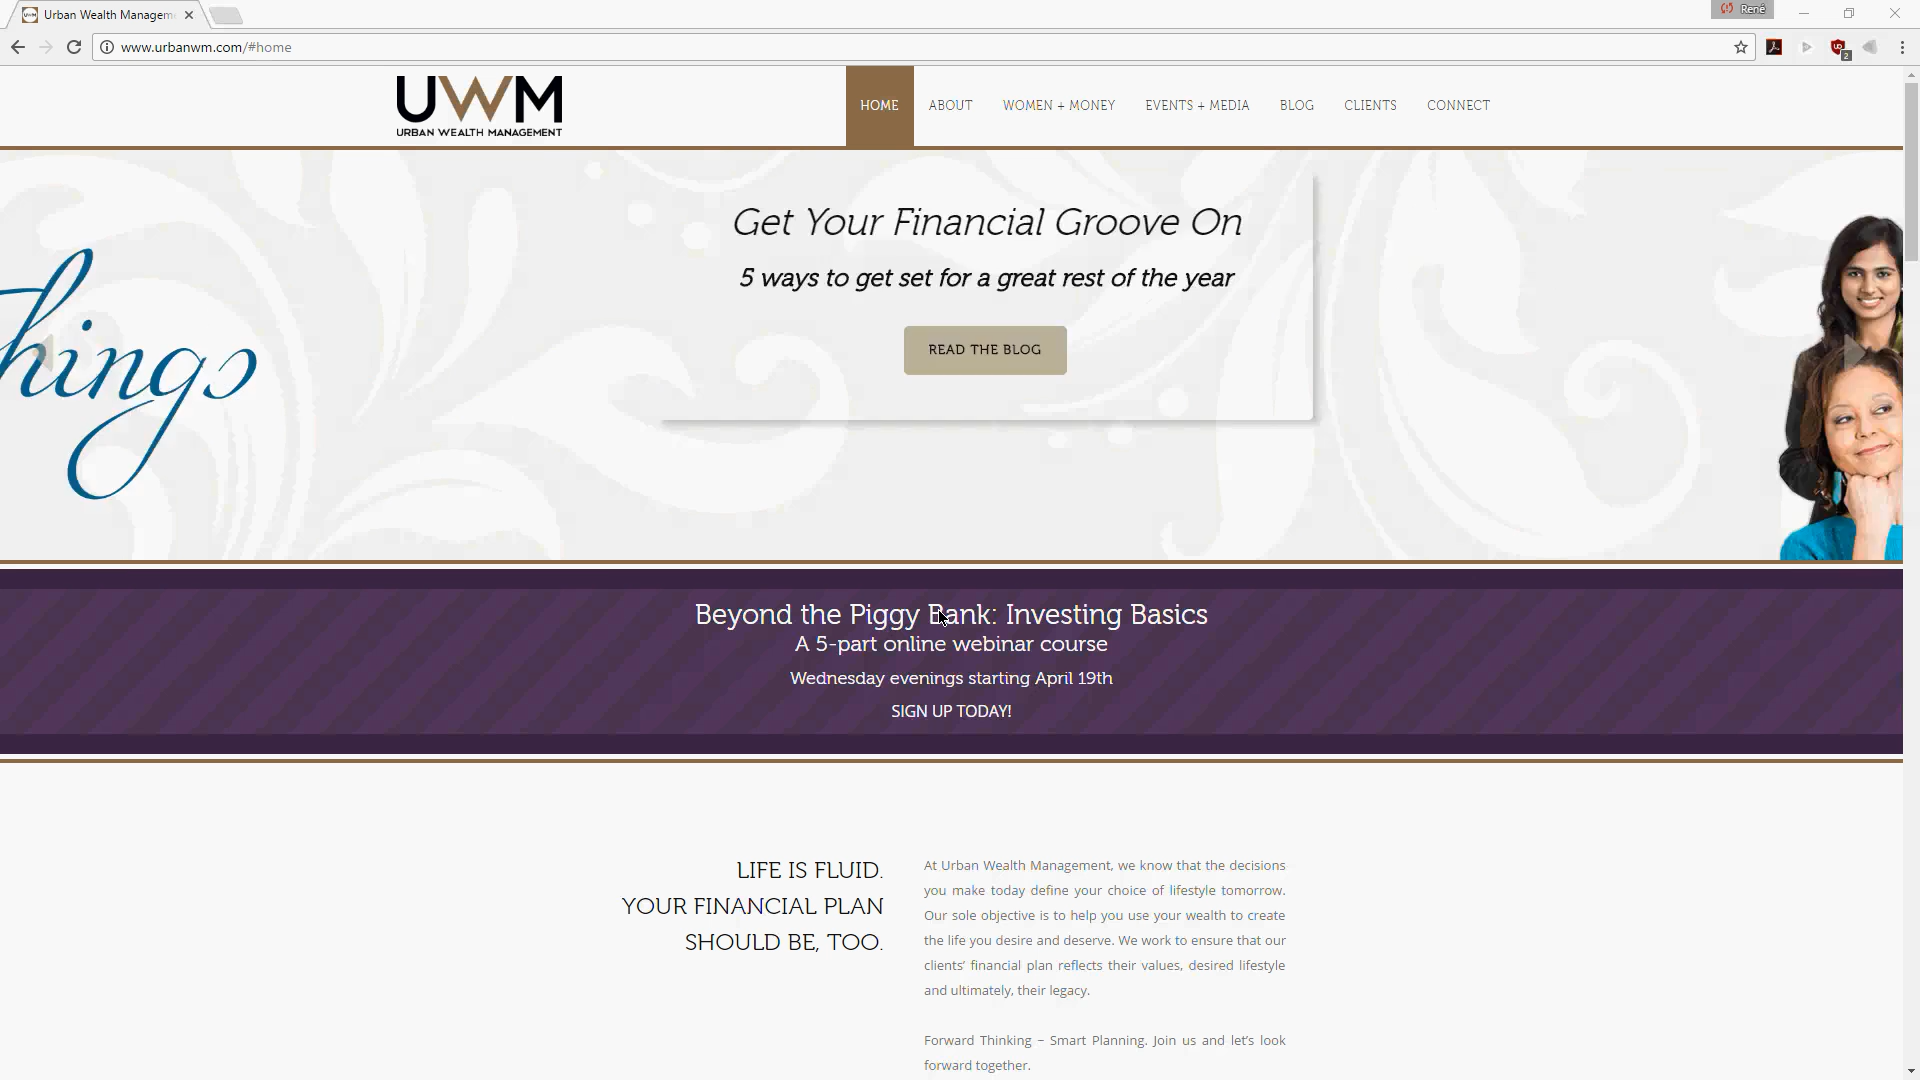 Urban Wealth Managem
René
www.urbanwm.com/#home
2
UWM
URBAN WEALTH MANAGEMENT
HOME
ABOUT
WOMEN + MONEY
EVENTS + MEDIA
BLOG
CLIENTS
CONNECT
hings
Get Your Financial Groove On
5 ways to get set for a great rest of the year
READ THE BLOG
Beyond the Piggy Bank: Investing Basics
A 5-part online webinar course
Wednesday evenings starting April 19th
SIGN UP TODAY!
LIFE IS FLUID.
YOUR FINANCIAL PLAN
SHOULD BE, TOO.
At Urban Wealth Management, we know that the decisions
you make today define your choice of lifestyle tomorrow.
Our sole objective is to help you use your wealth to create
the life you desire and deserve. We work to ensure that our
clients’ financial plan reflects their values, desired lifestyle
and ultimately, their legacy.
Forward Thinking – Smart Planning. Join us and let’s look
forward together.